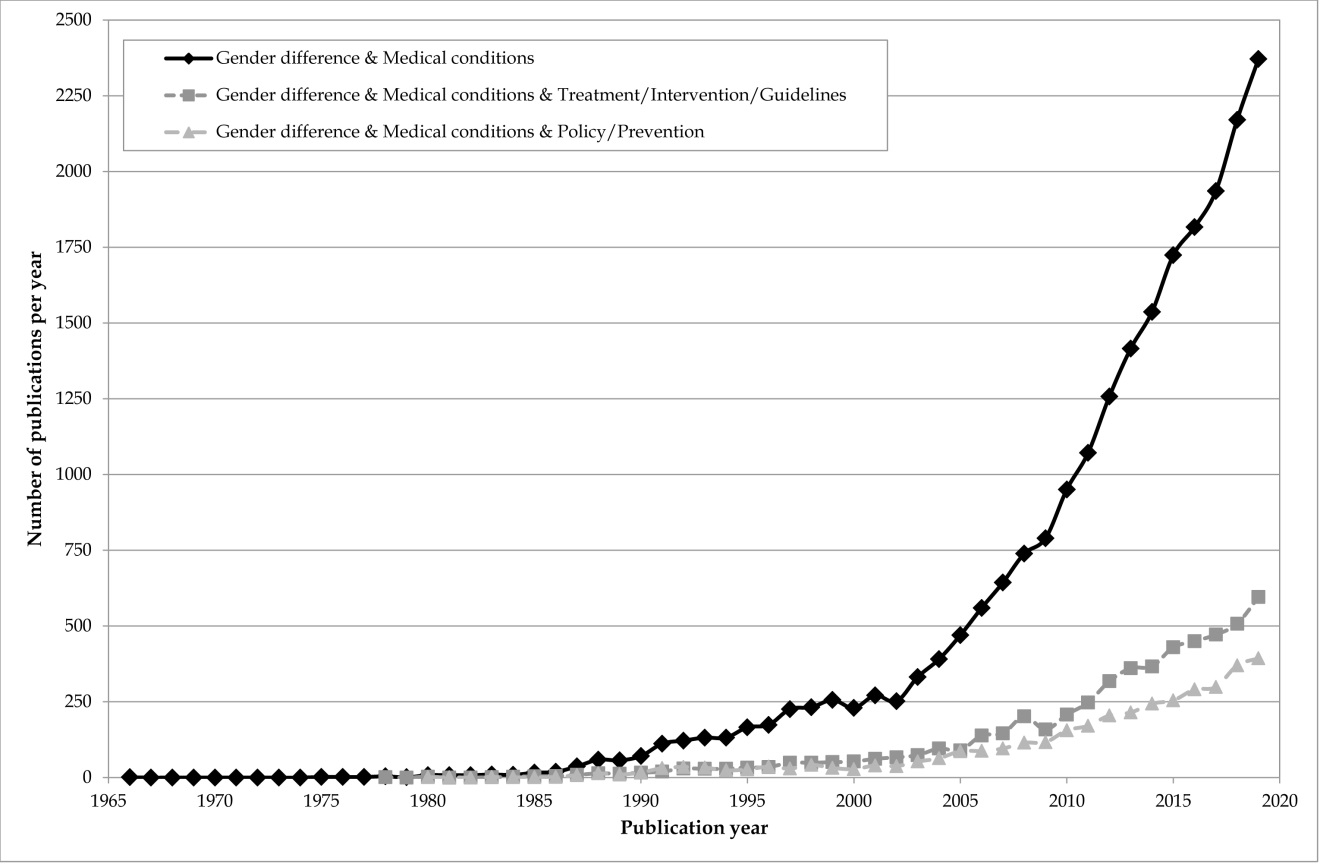 2500
2250
2000
1750
1500
1250
1000
750
500
250
0
Number of publications per year
Gender difference & Medical conditions
Gender difference & Medical conditions & Treatment/Intervention/Guidelines
Gender difference & Medical conditions & Policy/Prevention
1965 1970 1975 1980 1985 1990 1995 2000 2005 2010 2015 2020
Publication year